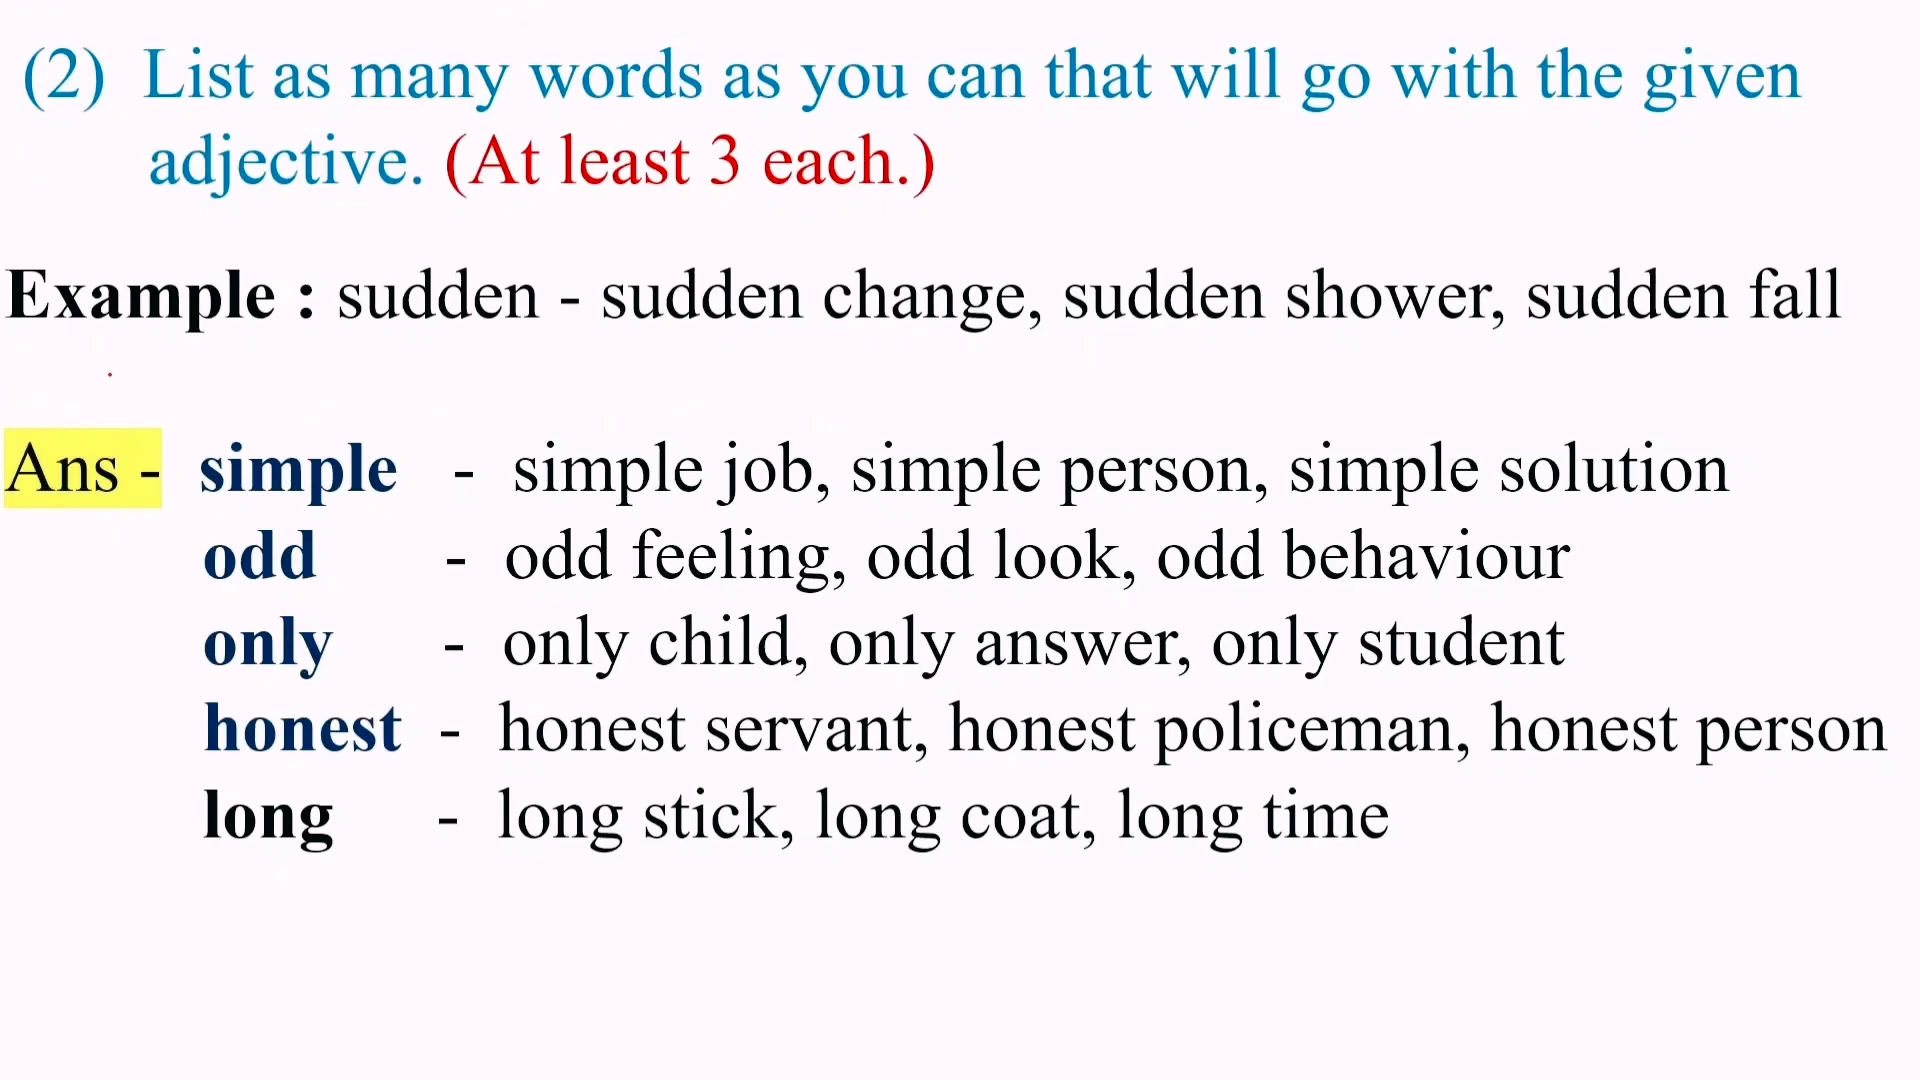 (2) List as many words as you can that will go with the given
adjective. (At least 3 each.)
Example : sudden - sudden change, sudden shower, sudden fall
Ans - simple - simple job, simple person, simple solution
odd - odd feeling, odd look, odd behaviour
only - only child, only answer, only student
honest - honest servant, honest policeman, honest person
long - long stick, long coat, long time